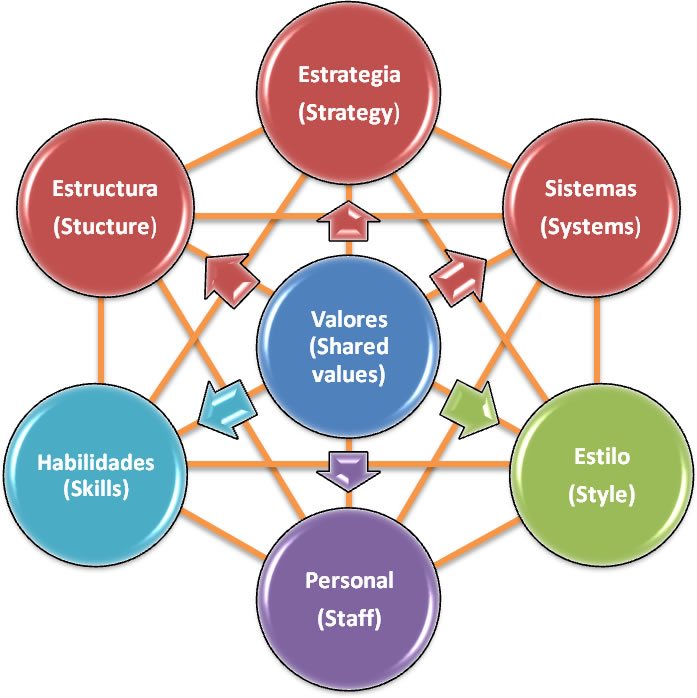 Estrategia
(Strategy)
Estructura
(Stucture)
Sistemas
(Systems)
Valores
(Shared
values)
Habilidades
(Skills)
Estilo
(Style)
Personal
(Staff)